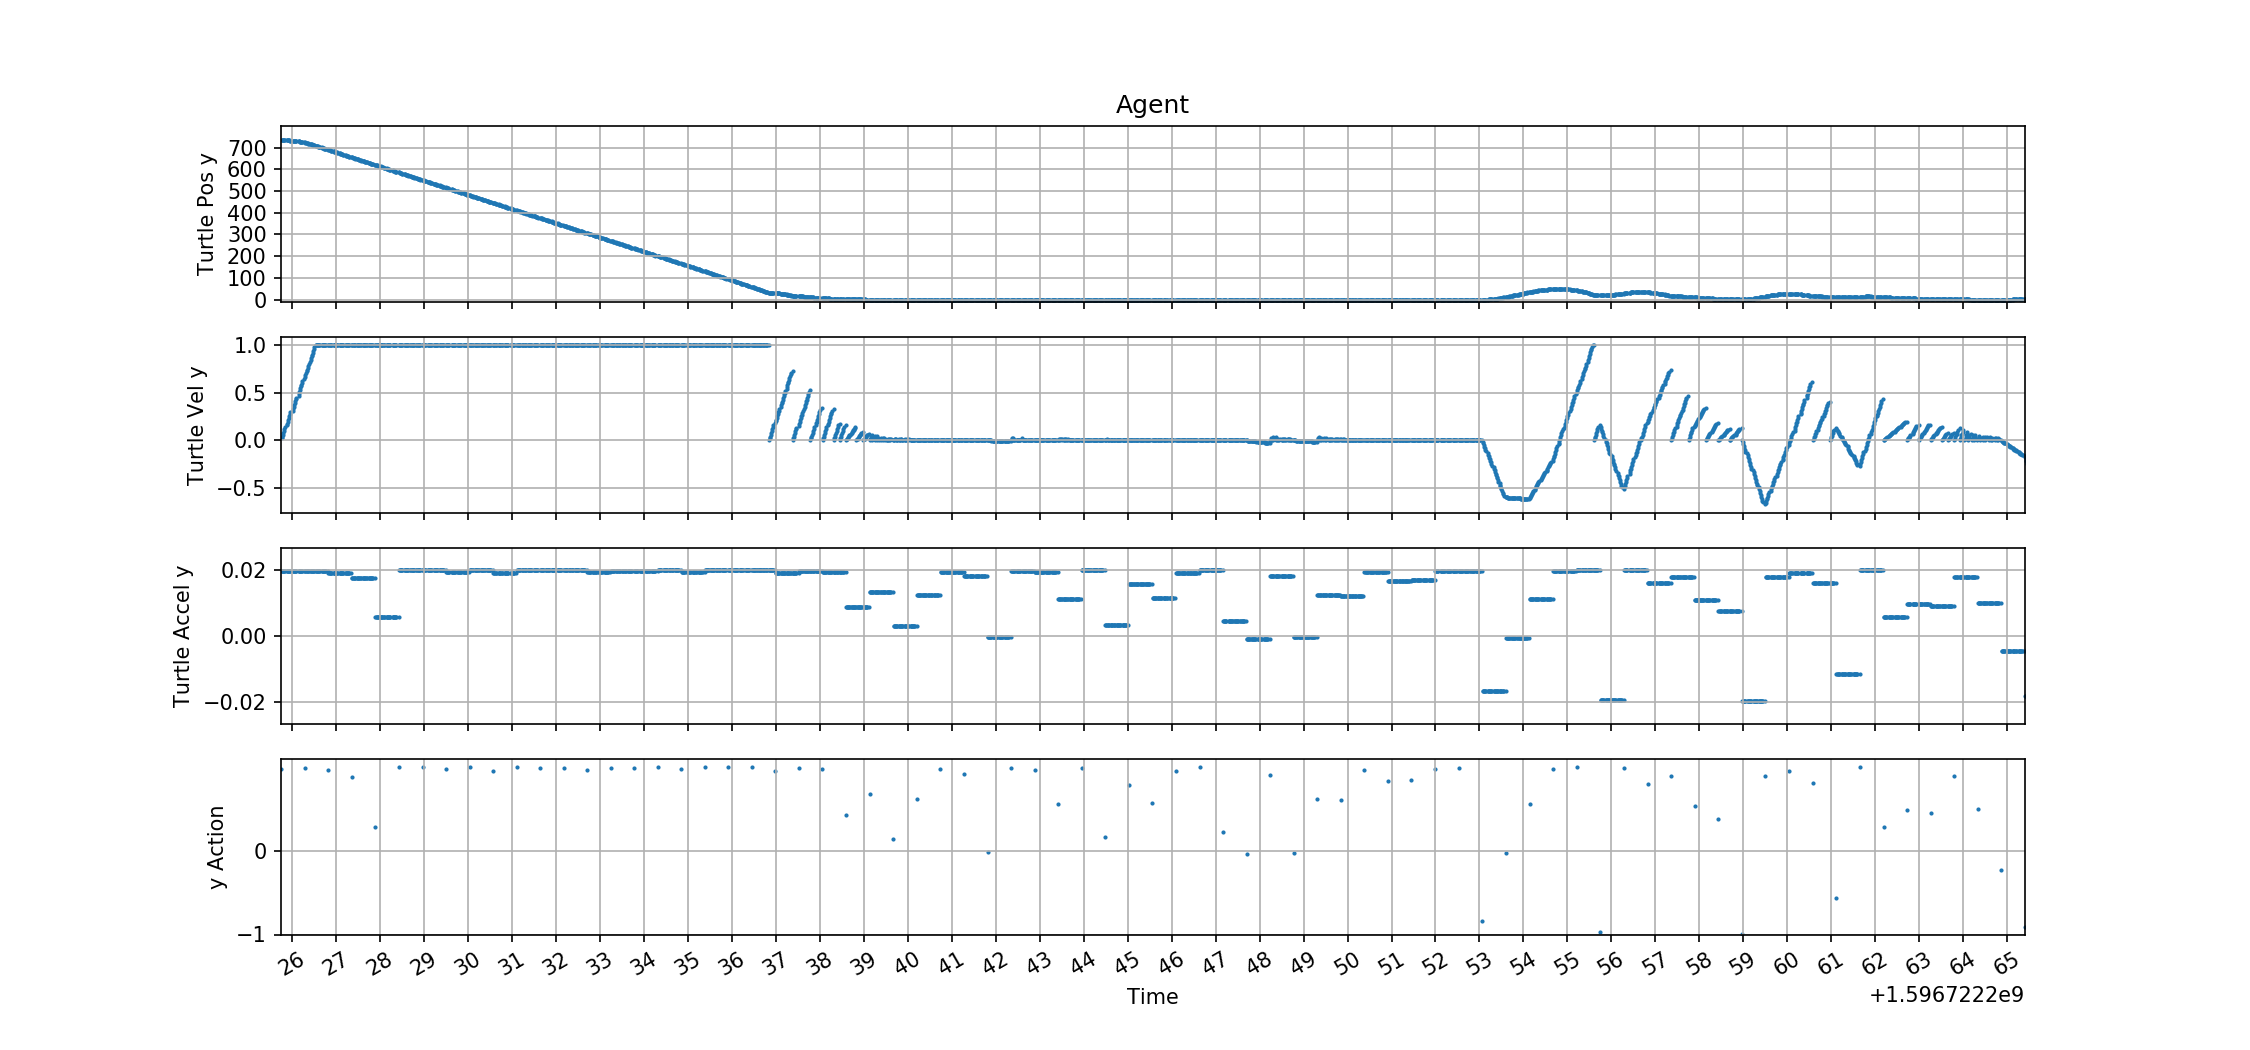 Agent
Turtle Pos y
700
600
500
400
300
200
100
0
Turtle Vel y
1.0
0.5
0.0
−0.5
Turtle Accel y
0.02
0.00
−0.02
y Action
0
−1
26 27 28 29 30 31 32 33 34 35 36 37 38 39 40 41 42 43 44 45 46 47 48 49 50 51 52 53 54 55 56 57 58 59 60 61 62 63 64 65
Time
+1.5967222e9